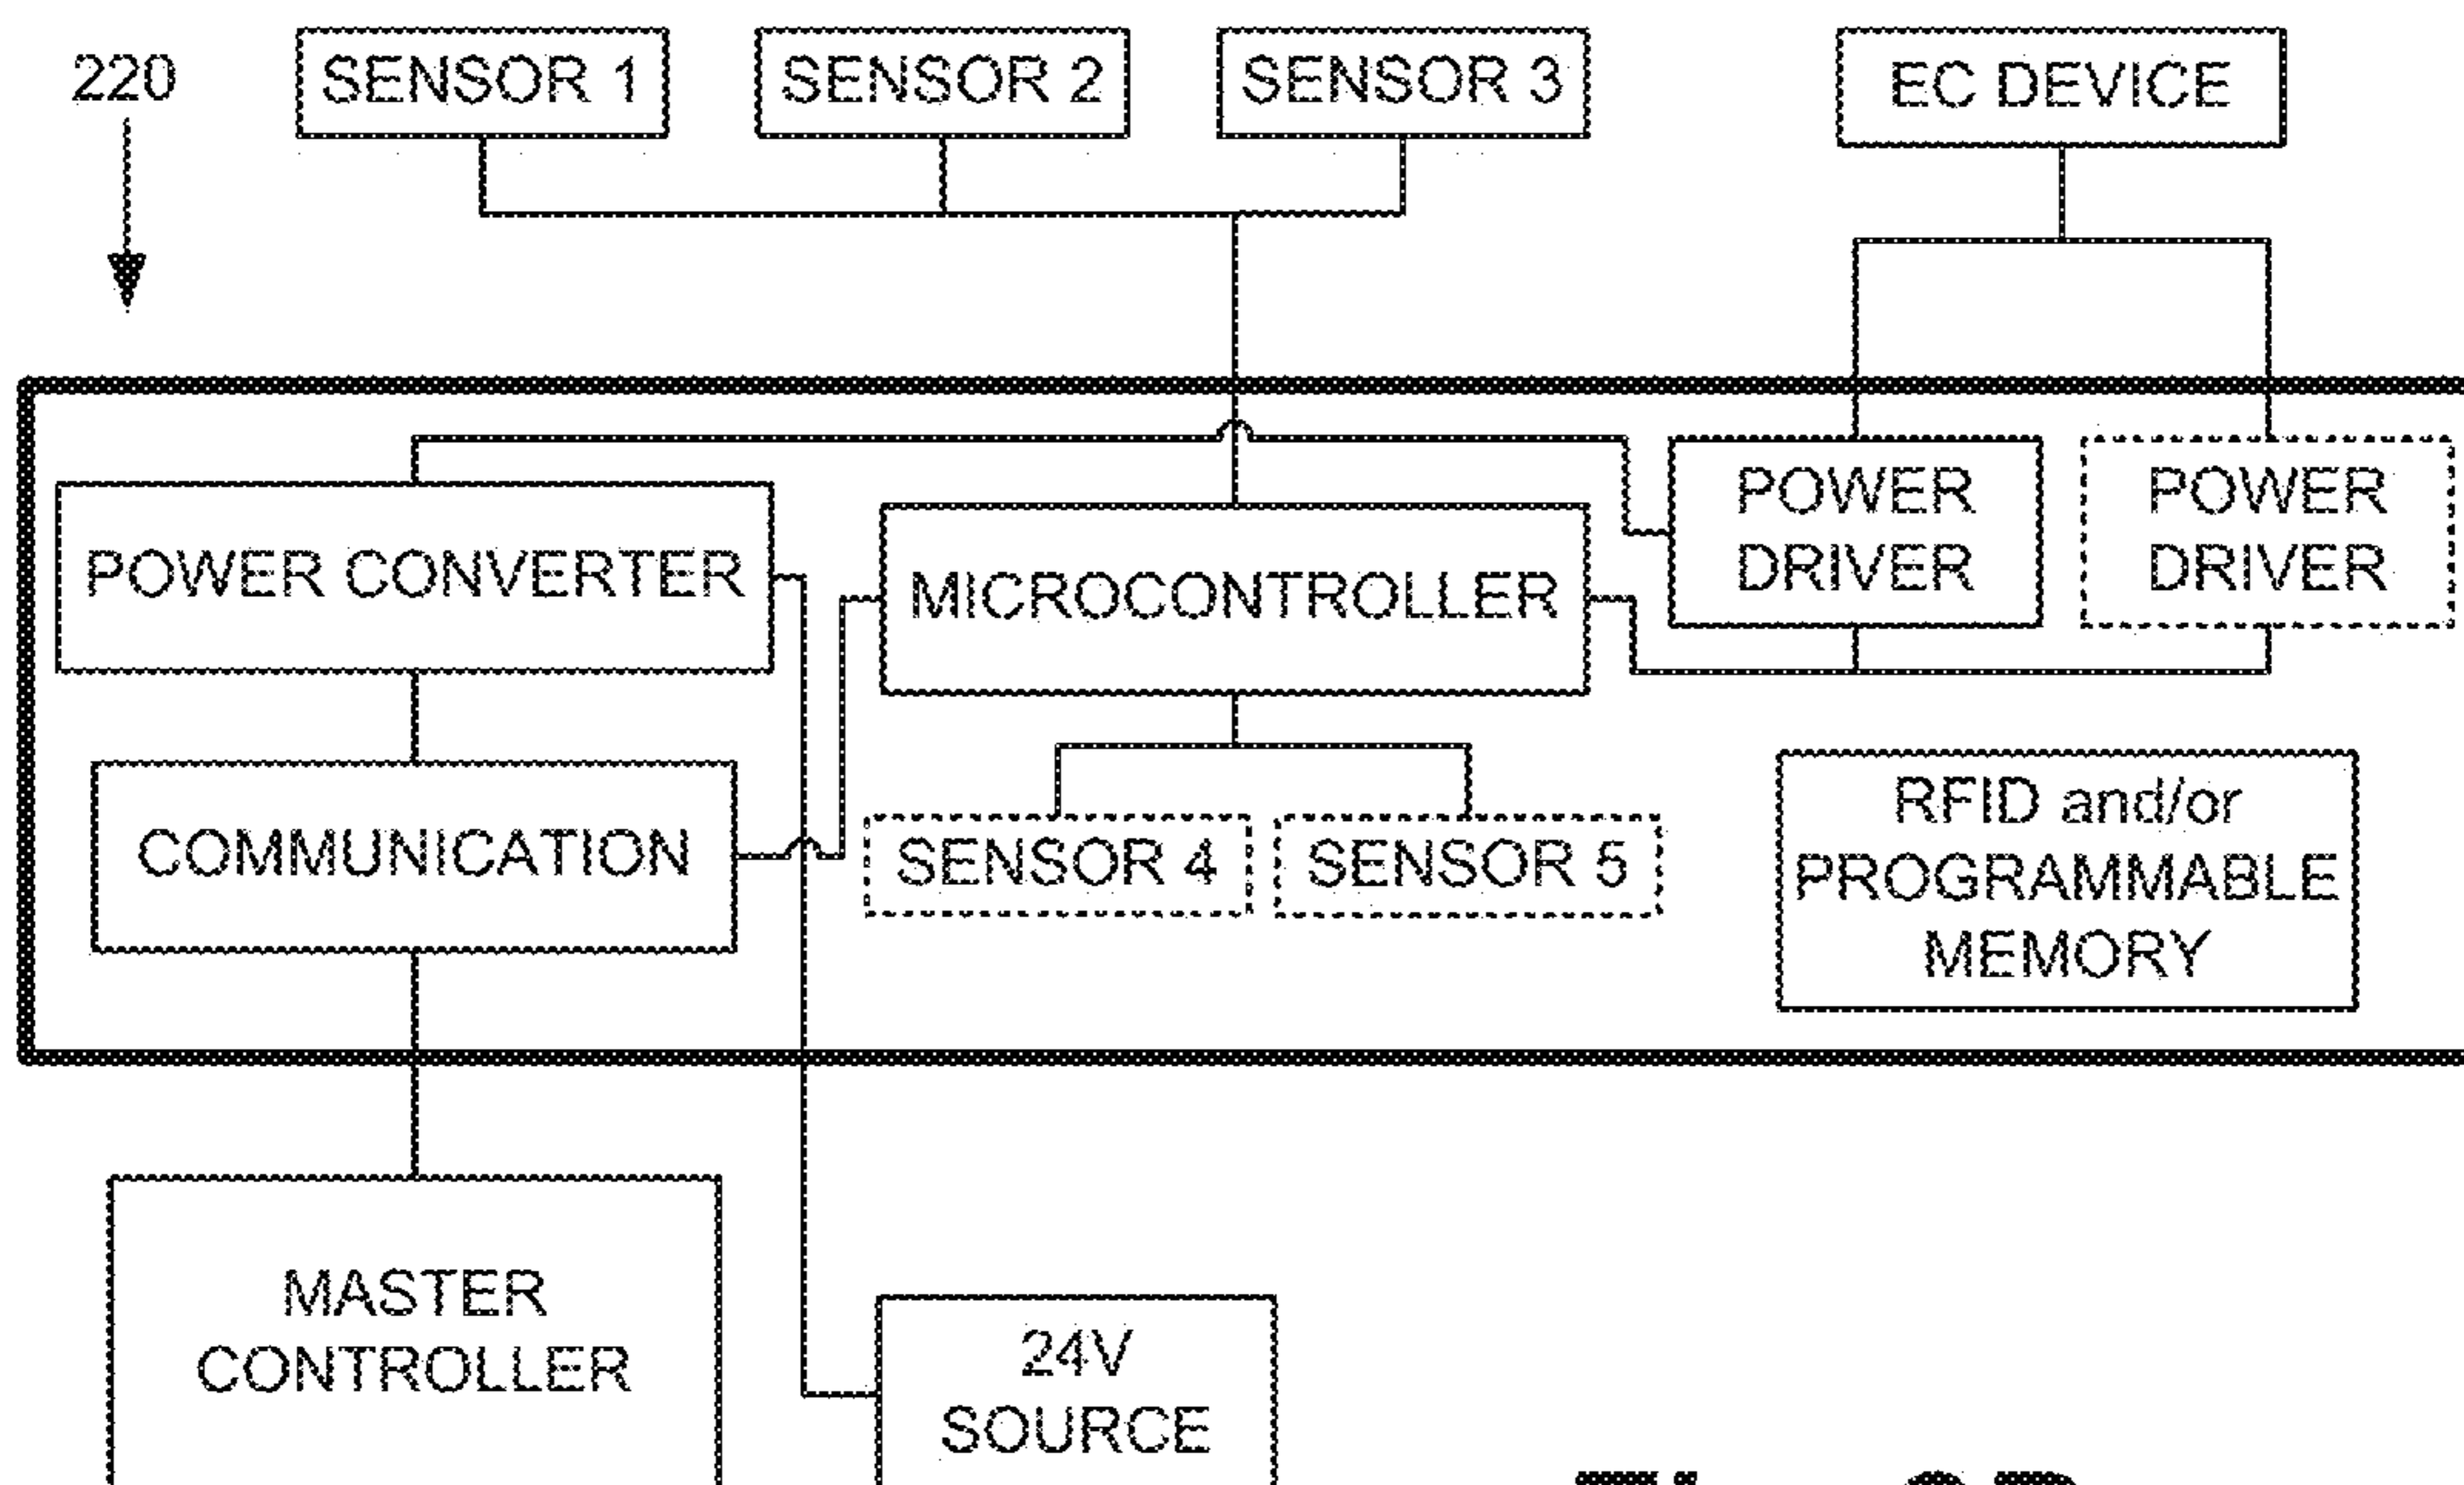 220
SENSOR 1
SENSOR 2
SENSOR 3
EC DEVICE
POWER CONVERTER
MICROCONTROLLER
POWER
DRIVER
POWER
DRIVER
COMMUNICATION
SENSOR 4
SENSOR 5
RFID and/or
PROGRAMMABLE
MEMORY
MASTER
CONTROLLER
24V
SOURCE